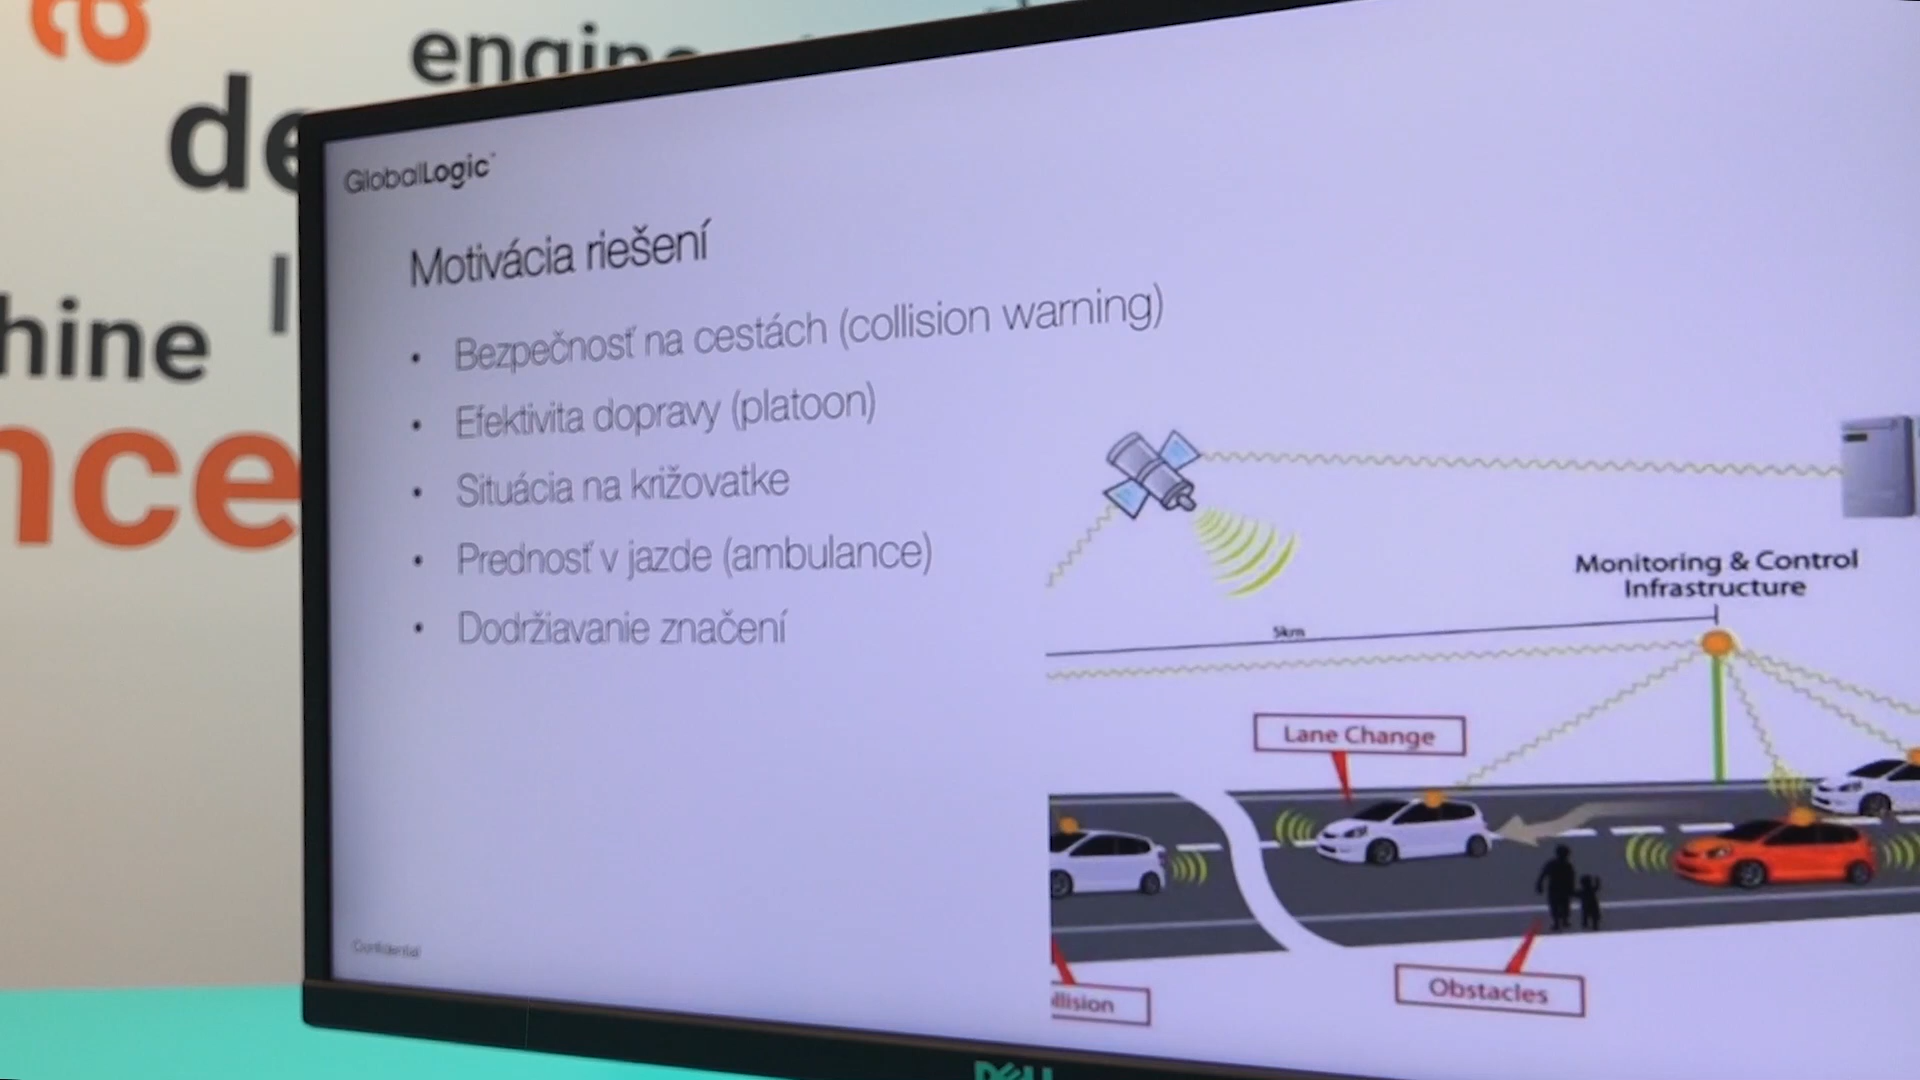 de
hine
nce
GlobalLogic
Motivácia riešení
• Bezpečnosť na cestách (collision warning)
• Efektivita dopravy (platoon)
• Situácia na križovatke
• Prednosť v jazde (ambulance)
• Dodržiavanie značení
Monitoring & Control
Infrastructure
5km
Lane Change
Obstacles
llision
Confidential
DELL